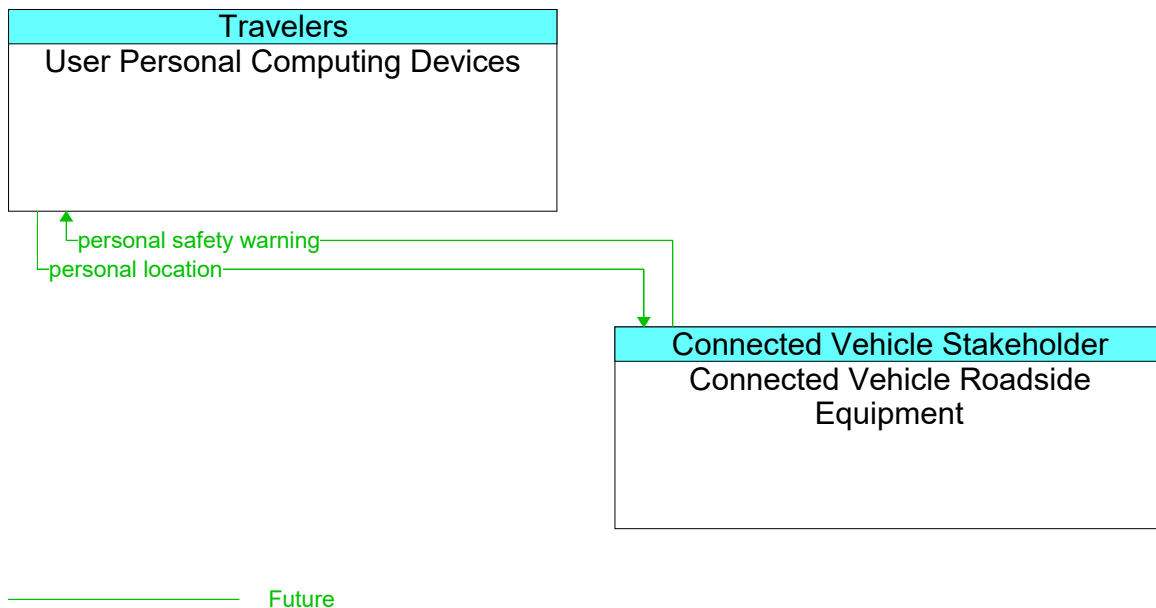 Travelers
User Personal Computing Devices
personal safety warning
personal location
Connected Vehicle Stakeholder
Connected Vehicle Roadside
Equipment
Future